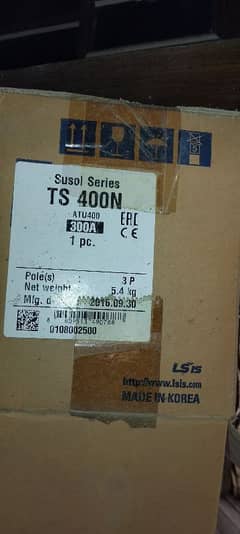 Susol Series
TS 400N
ATU400
300A
1 pc.
EAC
CE
Pole(s) : 3 P
Net weight 5.4 kg
Mfg. d 2016.09.30
0108002500
LSIS
http://www.lsis.com
MADE IN KOREA